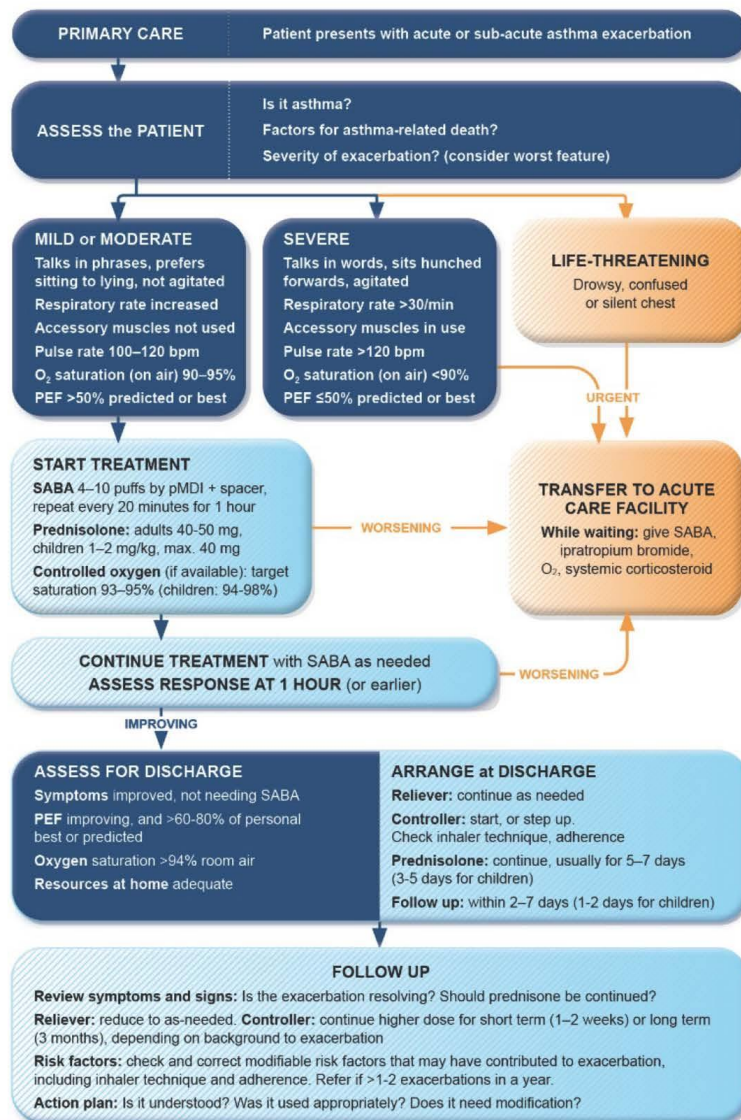 PRIMARY CARE
Patient presents with acute or sub-acute asthma exacerbation
ASSESS the PATIENT
Is it asthma?
Factors for asthma-related death?
Severity of exacerbation? (consider worst feature)
MILD or MODERATE
Talks in phrases, prefers
sitting to lying, not agitated
Respiratory rate increased
Accessory muscles not used
Pulse rate 100–120 bpm
O₂ saturation (on air) 90–95%
PEF >50% predicted or best
SEVERE
Talks in words, sits hunched
forwards, agitated
Respiratory rate >30/min
Accessory muscles in use
Pulse rate >120 bpm
O₂ saturation (on air) <90%
PEF ≤50% predicted or best
LIFE-THREATENING
Drowsy, confused
or silent chest
URGENT
START TREATMENT
SABA 4–10 puffs by pMDI + spacer,
repeat every 20 minutes for 1 hour
Prednisolone: adults 40-50 mg,
children 1–2 mg/kg, max. 40 mg
Controlled oxygen (if available): target
saturation 93–95% (children: 94-98%)
WORSENING
TRANSFER TO ACUTE
CARE FACILITY
While waiting: give SABA,
ipratropium bromide,
O₂, systemic corticosteroid
CONTINUE TREATMENT with SABA as needed
ASSESS RESPONSE AT 1 HOUR (or earlier)
WORSENING
IMPROVING
ASSESS FOR DISCHARGE
Symptoms improved, not needing SABA
PEF improving, and >60-80% of personal
best or predicted
Oxygen saturation >94% room air
Resources at home adequate
ARRANGE at DISCHARGE
Reliever: continue as needed
Controller: start, or step up.
Check inhaler technique, adherence
Prednisolone: continue, usually for 5–7 days
(3-5 days for children)
Follow up: within 2–7 days (1-2 days for children)
FOLLOW UP
Review symptoms and signs: Is the exacerbation resolving? Should prednisone be continued?
Reliever: reduce to as-needed. Controller: continue higher dose for short term (1–2 weeks) or long term
(3 months), depending on background to exacerbation
Risk factors: check and correct modifiable risk factors that may have contributed to exacerbation,
including inhaler technique and adherence. Refer if >1-2 exacerbations in a year.
Action plan: Is it understood? Was it used appropriately? Does it need modification?